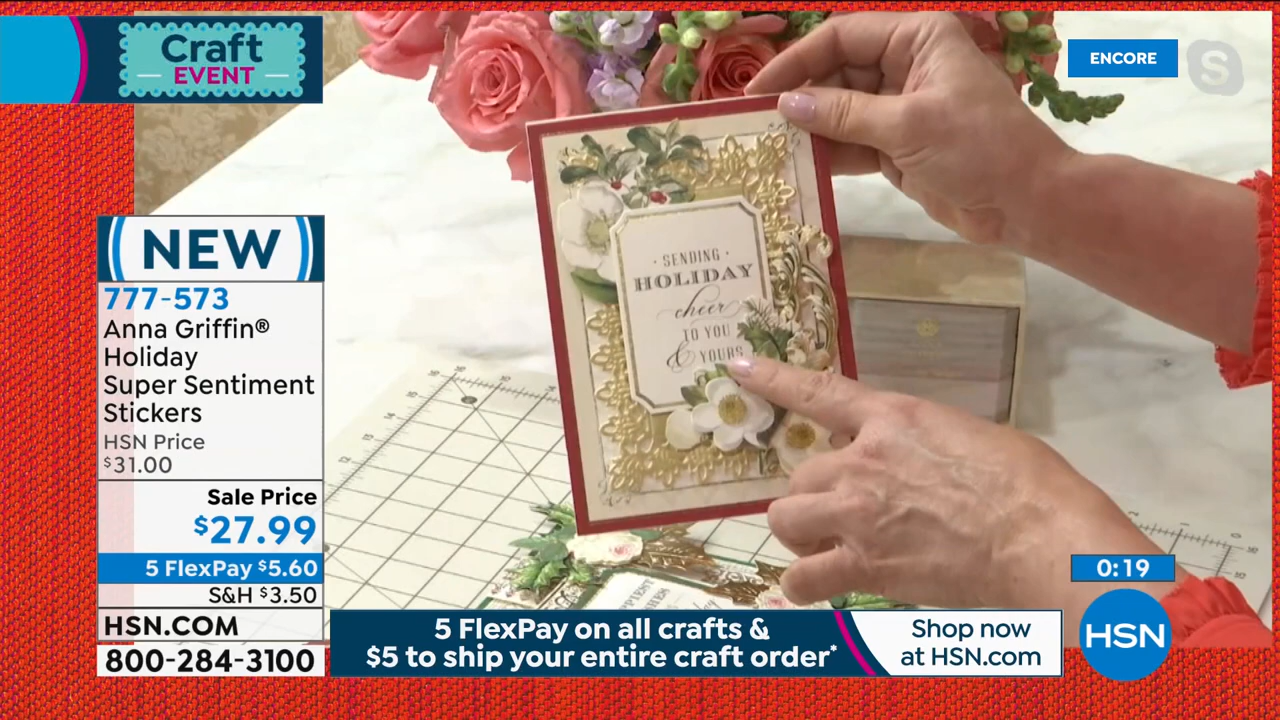 Craft
EVENT
ENCORE
S
NEW
777-573
Anna Griffin®
Holiday
Super Sentiment
Stickers
HSN Price
$31.00
Sale Price
$27.99
5 FlexPay $5.60
S&H $3.50
HSN.COM
800-284-3100
· SENDING ·
HOLIDAY
cheer
TO YOU
& YOURS
0:19
5 FlexPay on all crafts &
$5 to ship your entire craft order*
Shop now
at HSN.com
HSN